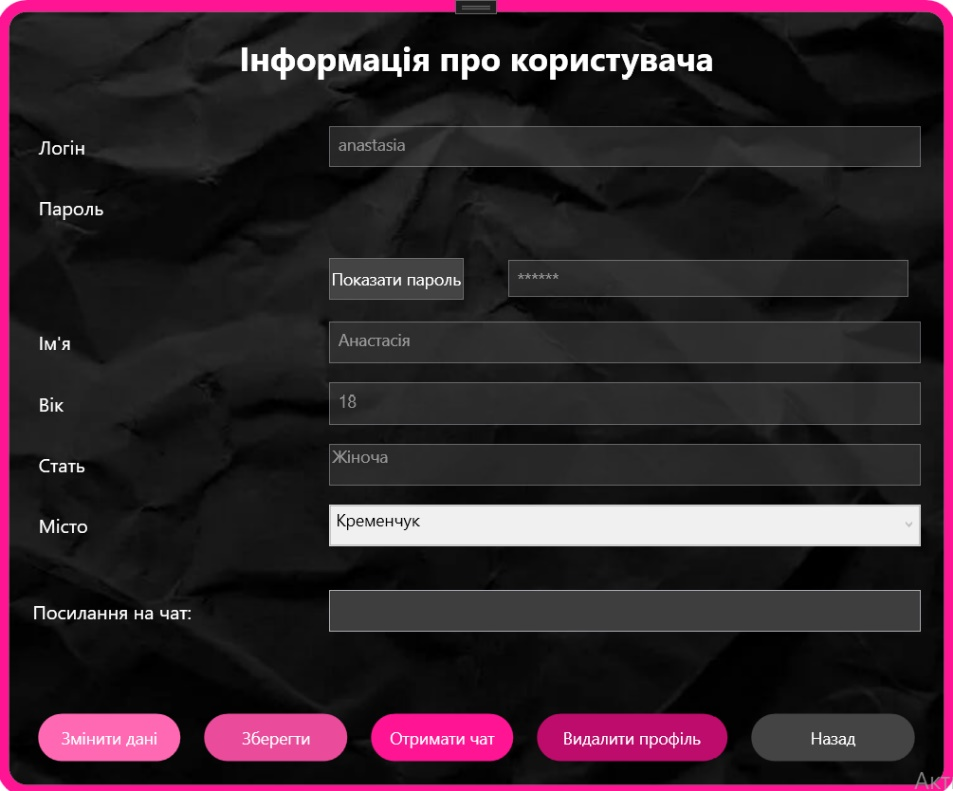 Інформація про користувача
Логін anastasia
Пароль
Показати пароль ******
Ім'я Анастасія
Вік 18
Стать Жіноча
Місто Кременчук
Посилання на чат:
Змінити дані Зберегти Отримати чат Видалити профіль Назад